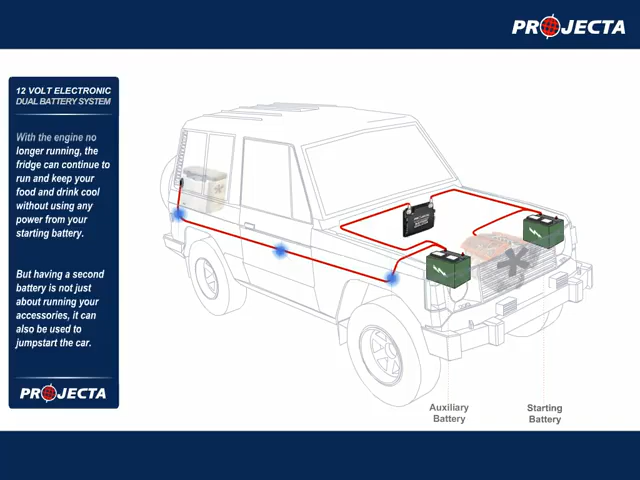 PROJECTA
12 VOLT ELECTRONIC
DUAL BATTERY SYSTEM
With the engine no
longer running, the
fridge can continue to
run and keep your
food and drink cool
without using any
power from your
starting battery.
But having a second
battery is not just
about running your
accessories, it can
also be used to
jumpstart the car.
PROJECTA
Auxiliary
Battery
Starting
Battery